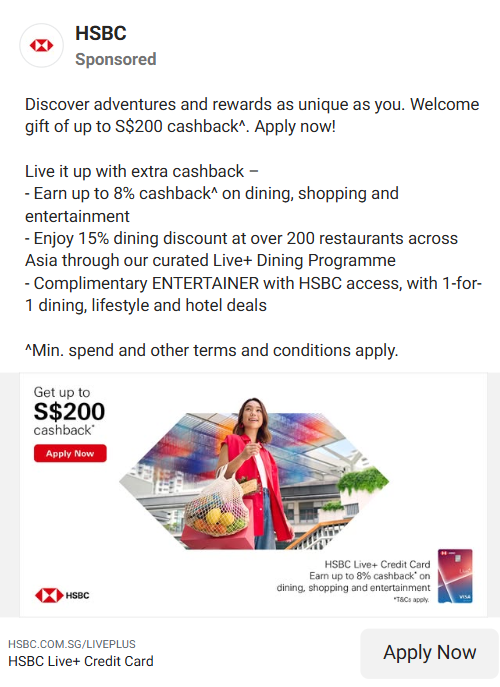 HSBC
Sponsored
Discover adventures and rewards as unique as you. Welcome
gift of up to S$200 cashback^. Apply now!
Live it up with extra cashback –
- Earn up to 8% cashback^ on dining, shopping and
entertainment
- Enjoy 15% dining discount at over 200 restaurants across
Asia through our curated Live+ Dining Programme
- Complimentary ENTERTAINER with HSBC access, with 1-for-
1 dining, lifestyle and hotel deals
^Min. spend and other terms and conditions apply.
Get up to
S$200
cashback*
Apply Now
HSBC Live+ Credit Card
Earn up to 8% cashback* on
dining, shopping and entertainment
*T&Cs apply.
VISA
HSBC
HSBC.COM.SG/LIVEPLUS
HSBC Live+ Credit Card
Apply Now